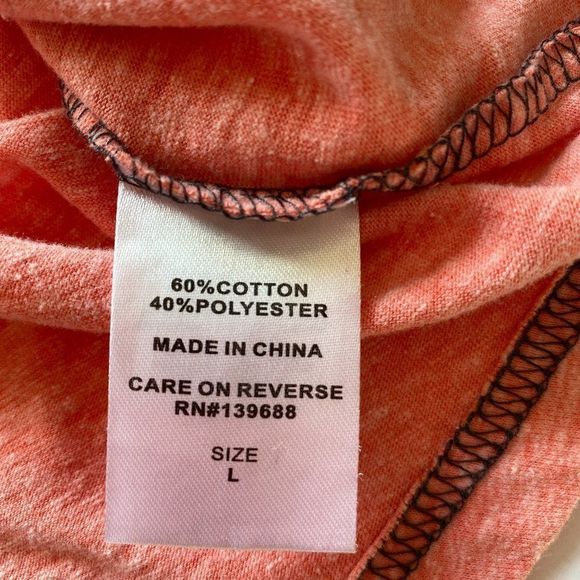 60%COTTON
40%POLYESTER
MADE IN CHINA
CARE ON REVERSE
RN#139688
SIZE
L